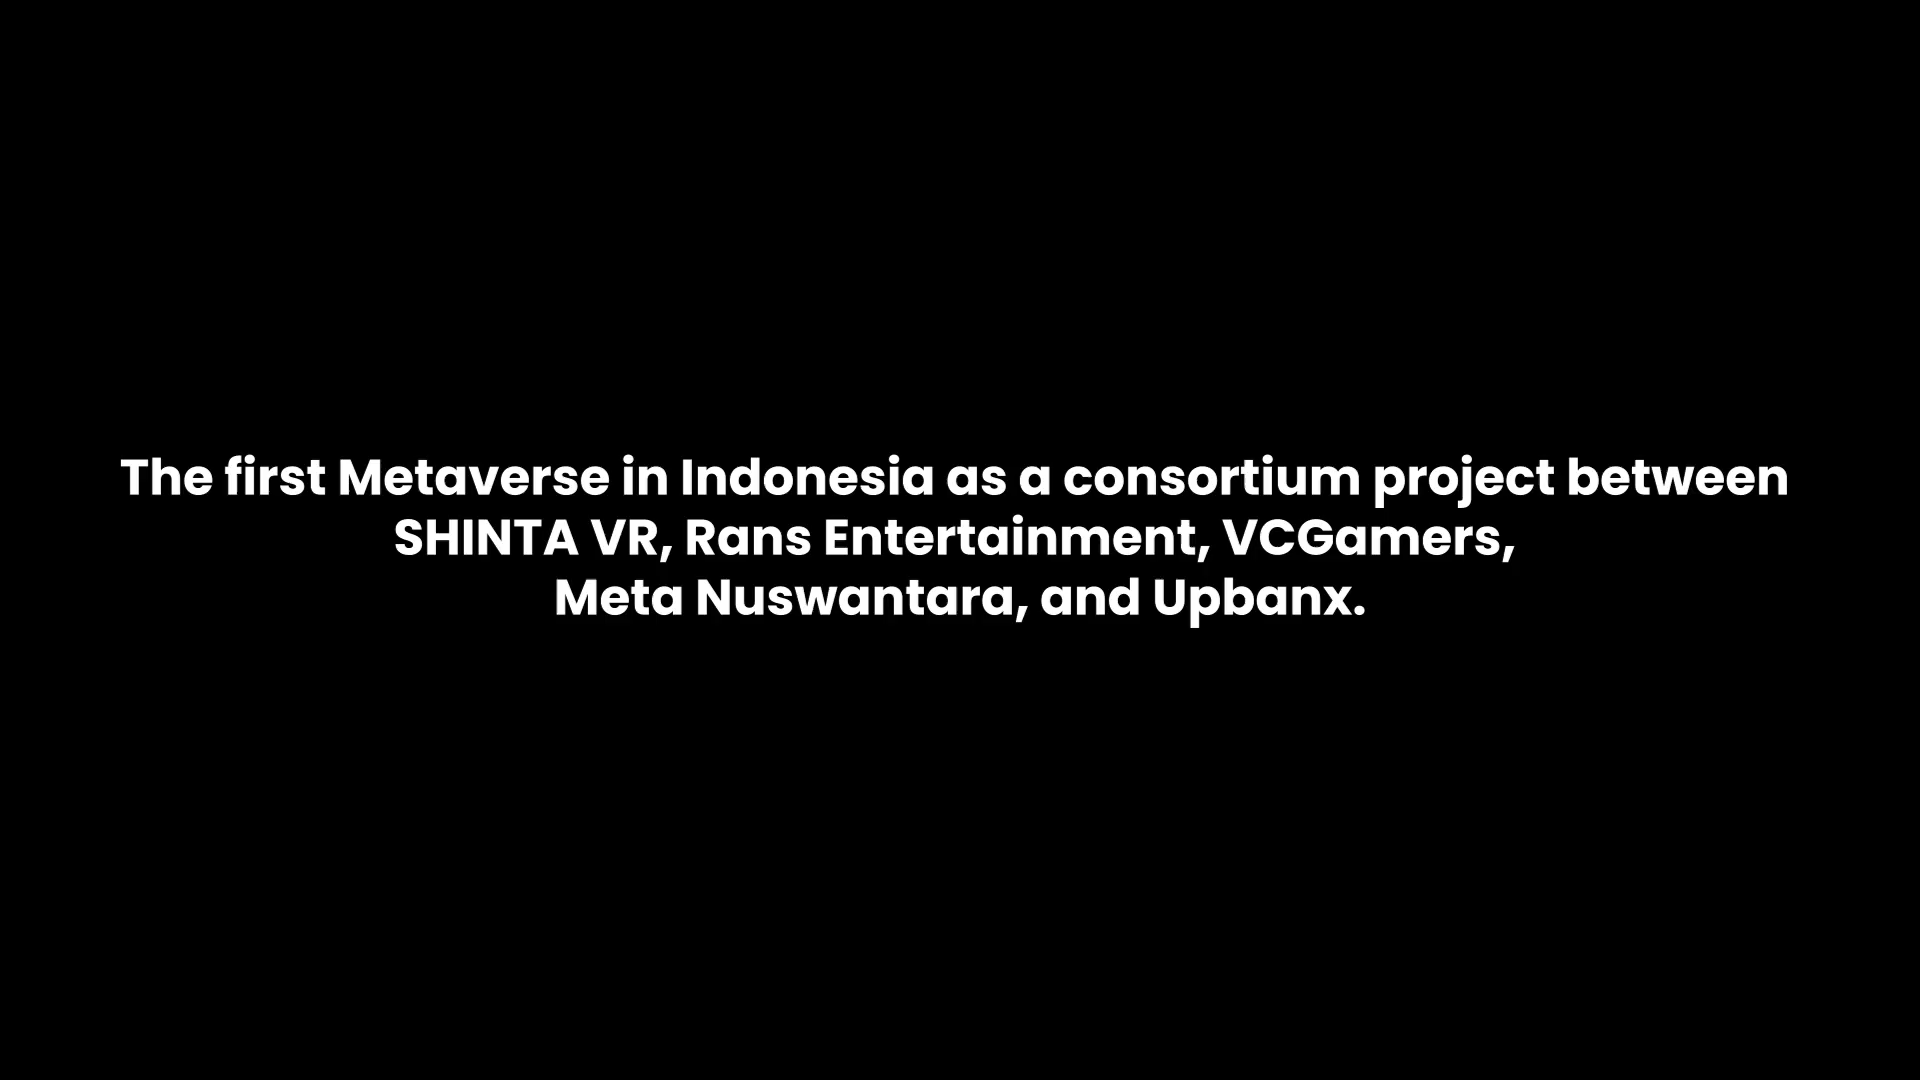 The first Metaverse in Indonesia as a consortium project between
SHINTA VR, Rans Entertainment, VCGamers,
Meta Nuswantara, and Upbanx.